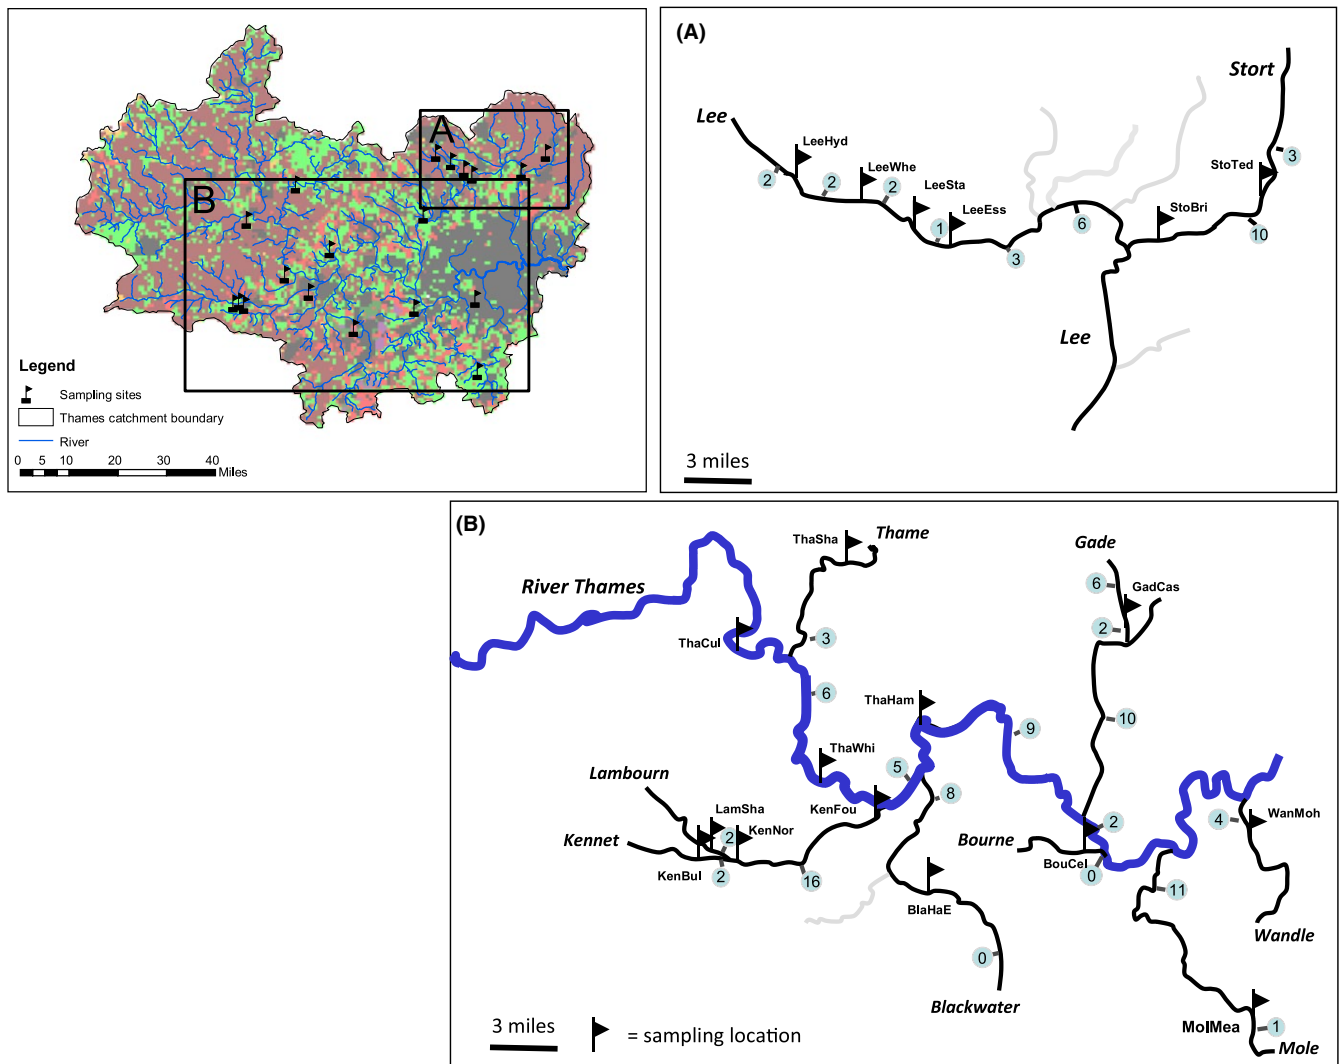 A
B
Legend
Sampling sites
Thames catchment boundary
River
0 5 10 20 30 40
Miles
(A)
Stort
Lee
LeeHyd
LeeWhe
StoTed
3
2
2
2
LeeSta
LeeEss
StoBri
1
6
10
3
Lee
3 miles
(B)
ThaSha
Thame
Gade
River Thames
6
GadCas
2
ThaCul
3
6
ThaHam
10
9
ThaWhi
5
Lambourn
8
LamSha
KenFou
KenNor
2
4
WanMoh
Kennet
2
Bourne
BouCel
KenBul
2
16
0
11
BlaHaE
Wandle
0
Blackwater
3 miles
= sampling location
MolMea
1
Mole